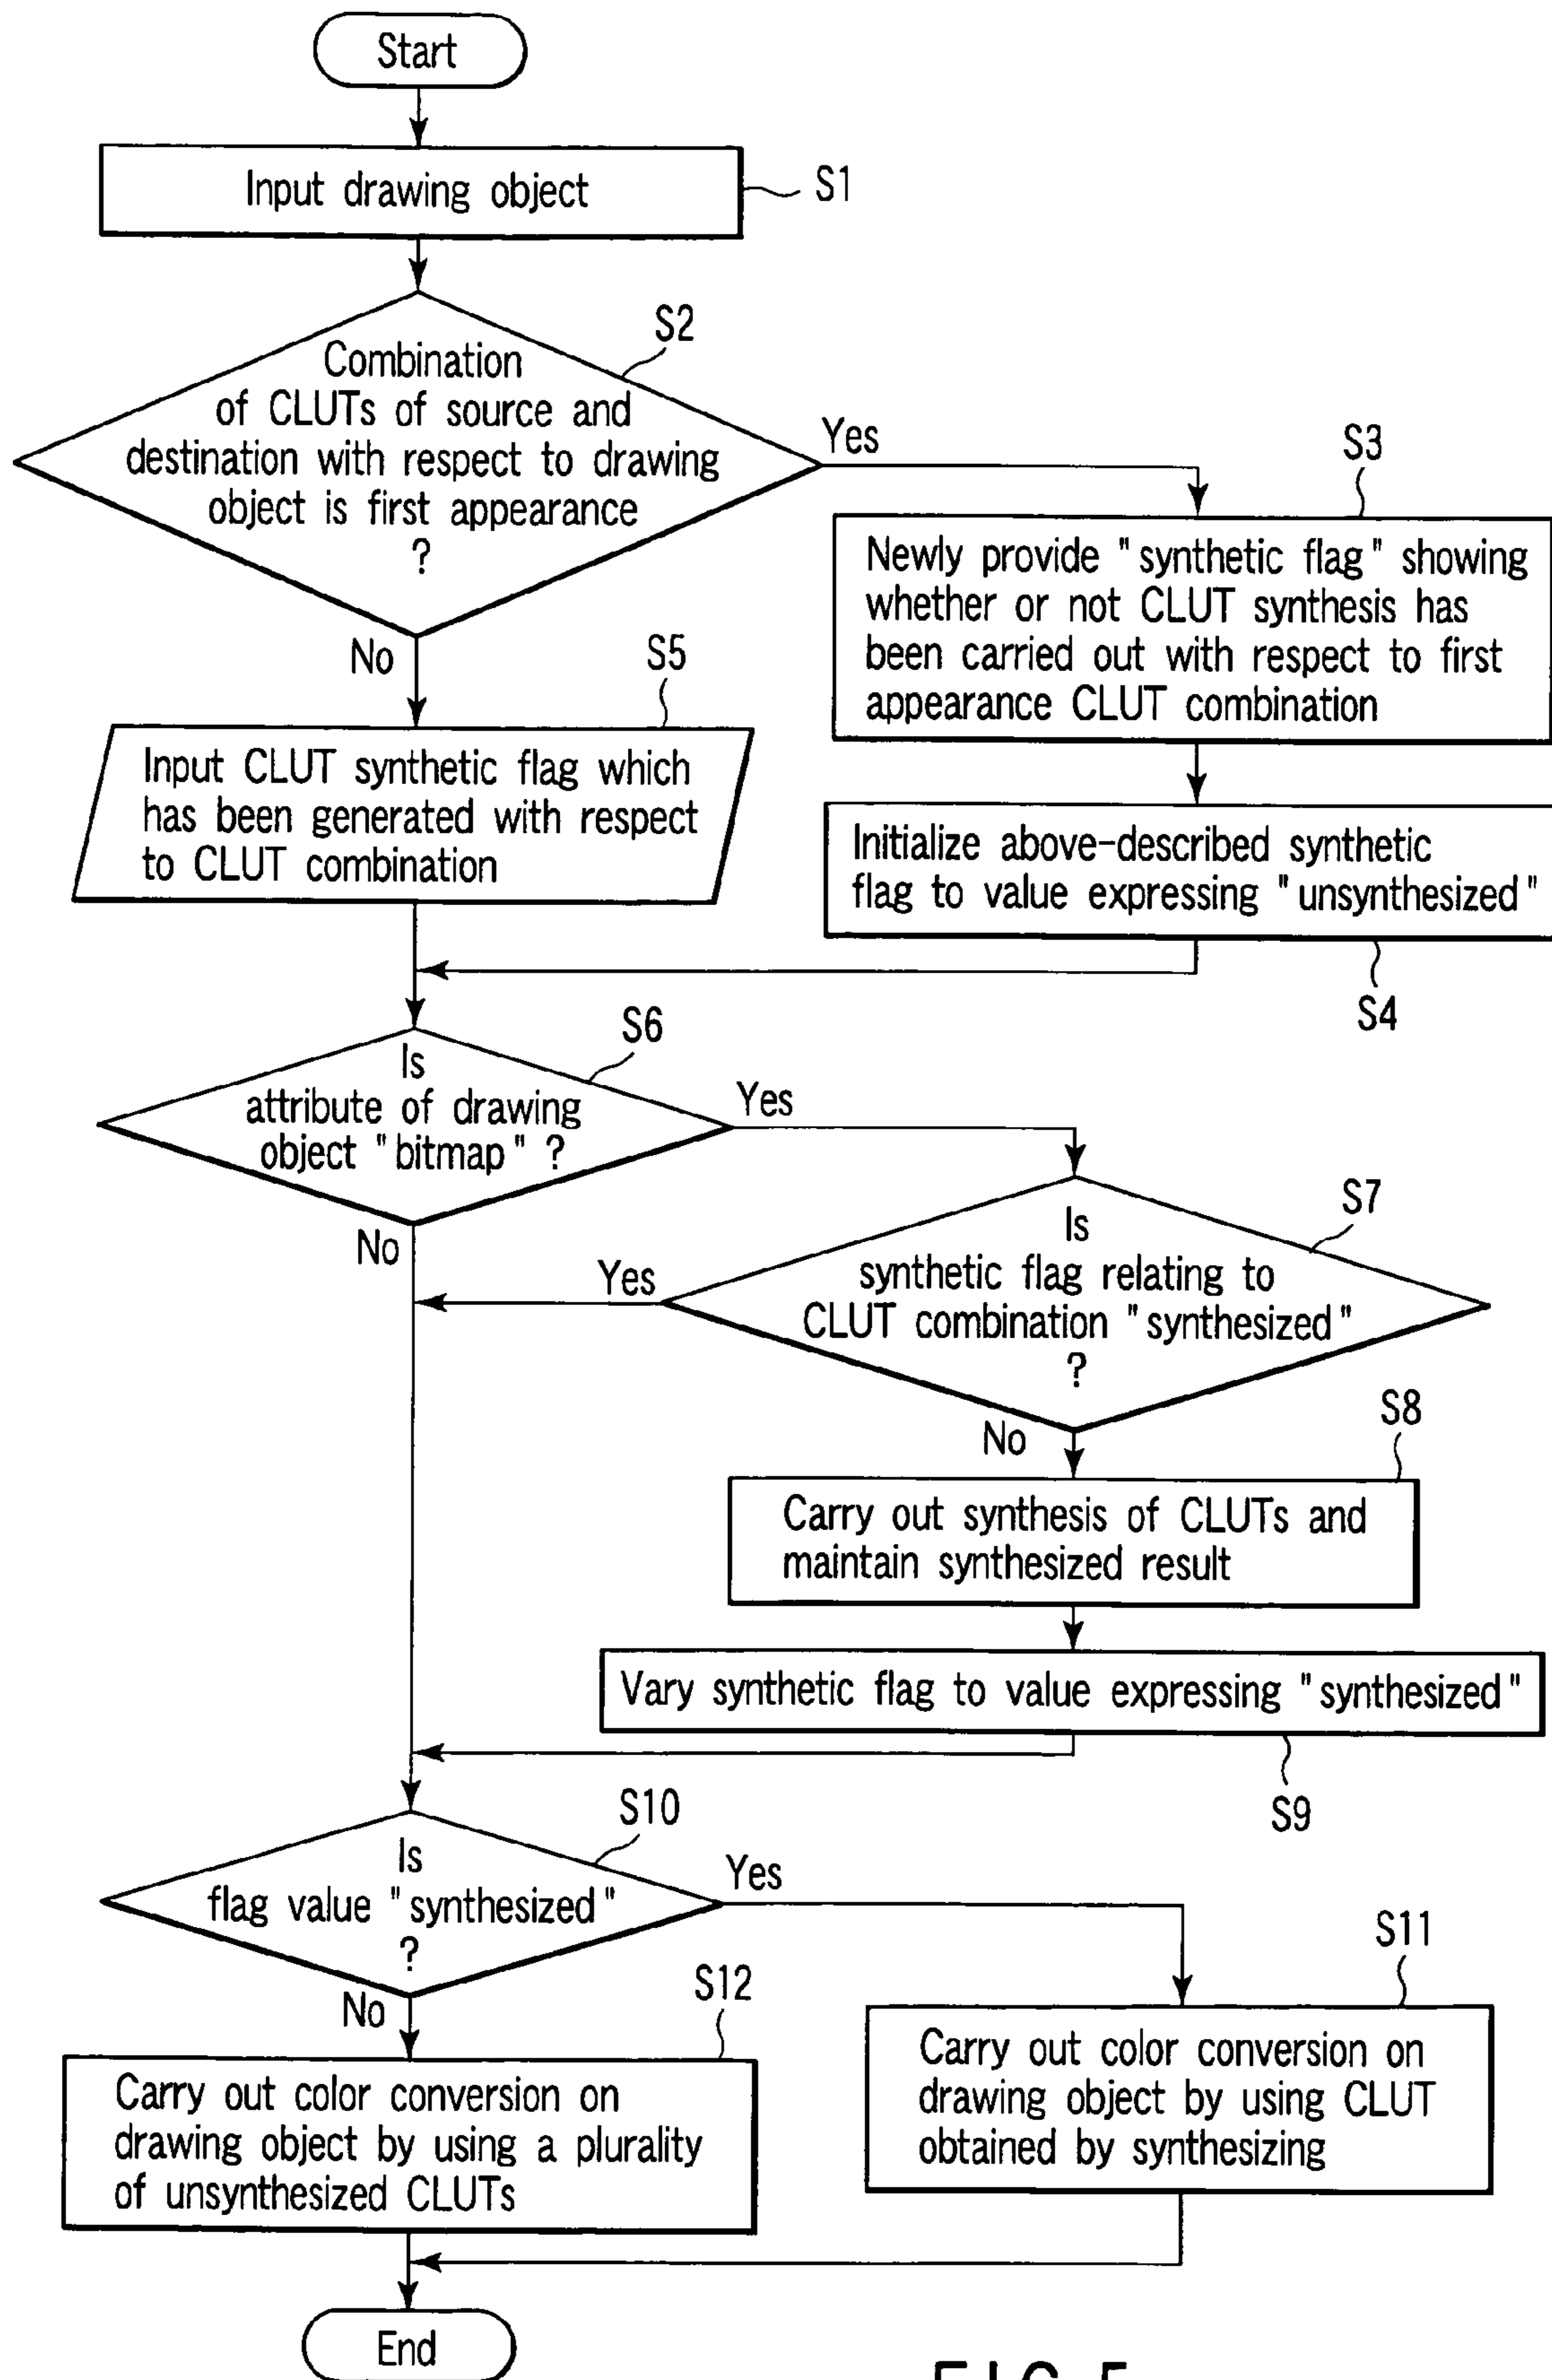 Start
Input drawing object
S1
S2
Combination
of CLUTs of source and
destination with respect to drawing
object is first appearance
?
Yes
No
S3
Newly provide "synthetic flag" showing
whether or not CLUT synthesis has
been carried out with respect to first
appearance CLUT combination
S5
Input CLUT synthetic flag which
has been generated with respect
to CLUT combination
Initialize above-described synthetic
flag to value expressing "unsynthesized"
S4
S6
Is
attribute of drawing
object "bitmap" ?
Yes
No
S7
Is
synthetic flag relating to
CLUT combination "synthesized"
?
Yes
No
S8
Carry out synthesis of CLUTs and
maintain synthesized result
Vary synthetic flag to value expressing "synthesized"
S9
S10
Is
flag value "synthesized"
?
Yes
No
S11
Carry out color conversion on
drawing object by using CLUT
obtained by synthesizing
S12
Carry out color conversion on
drawing object by using a plurality
of unsynthesized CLUTs
End
FIG. 5